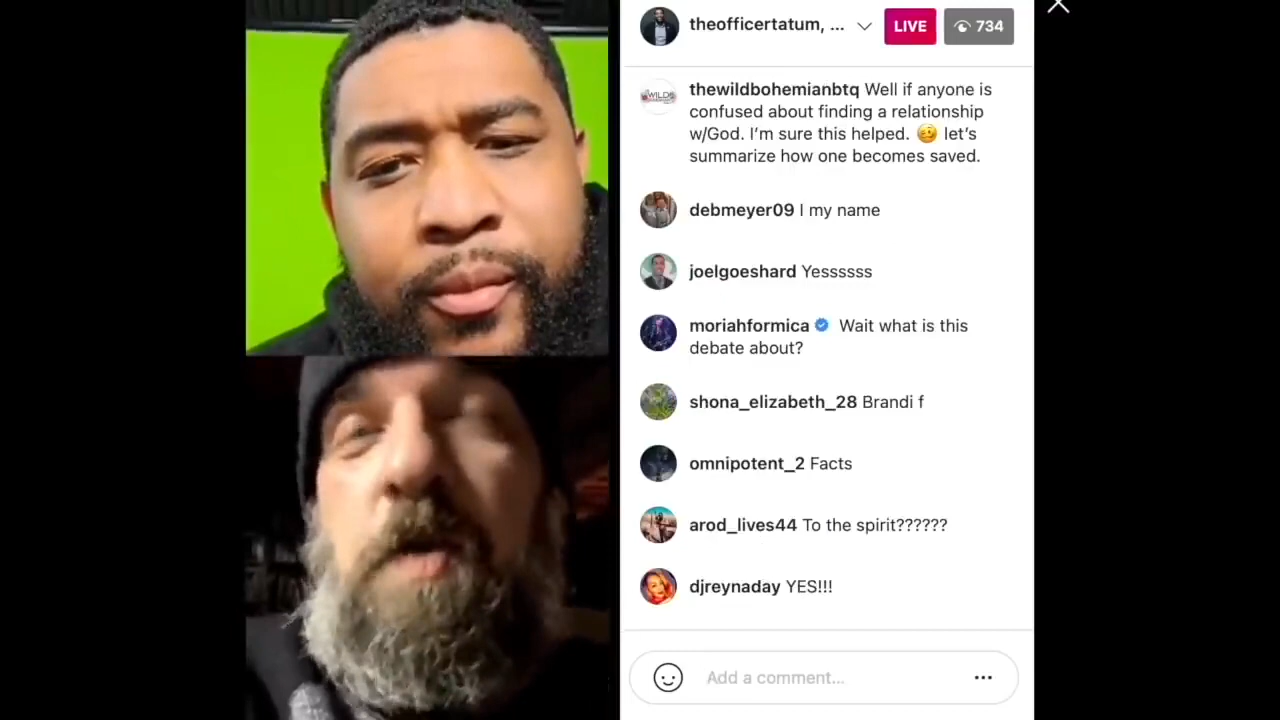 theofficertatum, ...
LIVE
734
thewildbohemianbtq Well if anyone is
confused about finding a relationship
w/God. I'm sure this helped. 🥴 let's
summarize how one becomes saved.
debmeyer09 I my name
joelgoeshard Yessssss
moriahformica Wait what is this
debate about?
shona_elizabeth_28 Brandi f
omnipotent_2 Facts
arod_lives44 To the spirit??????
djreynaday YES!!!
Add a comment...